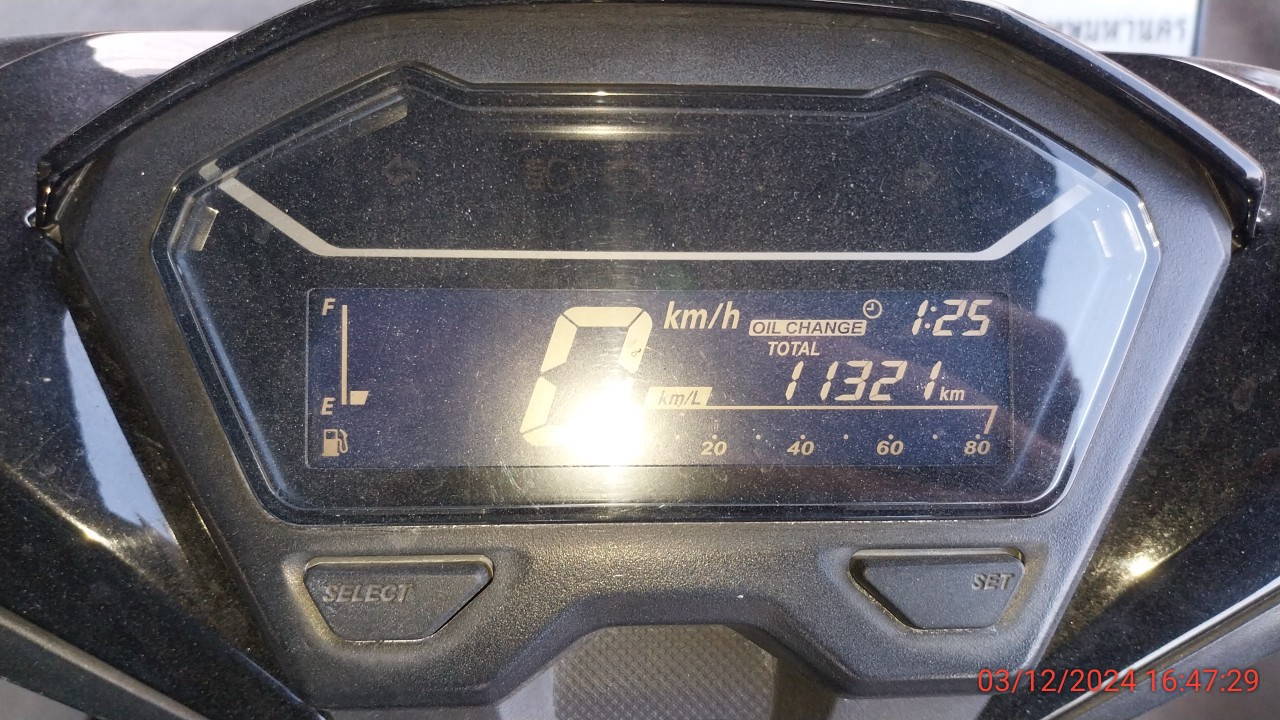 F
km/h
OIL CHANGE
1:25
TOTAL
11321 km
E
km/L
20 40 60 80
0
SELECT
SET
03/12/2024 16:47:29